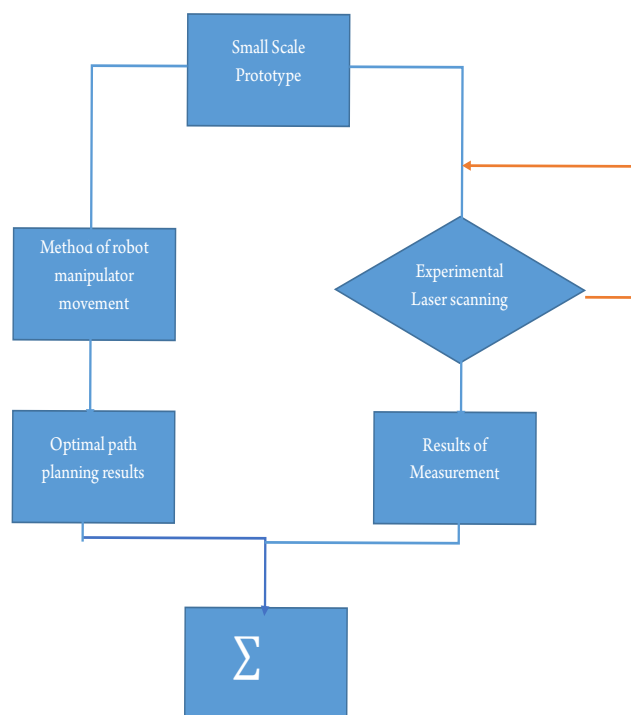 Small Scale
Prototype
Method of robot
manipulator
movement
Experimental
Laser scanning
Optimal path
planning results
Results of
Measurement
∑